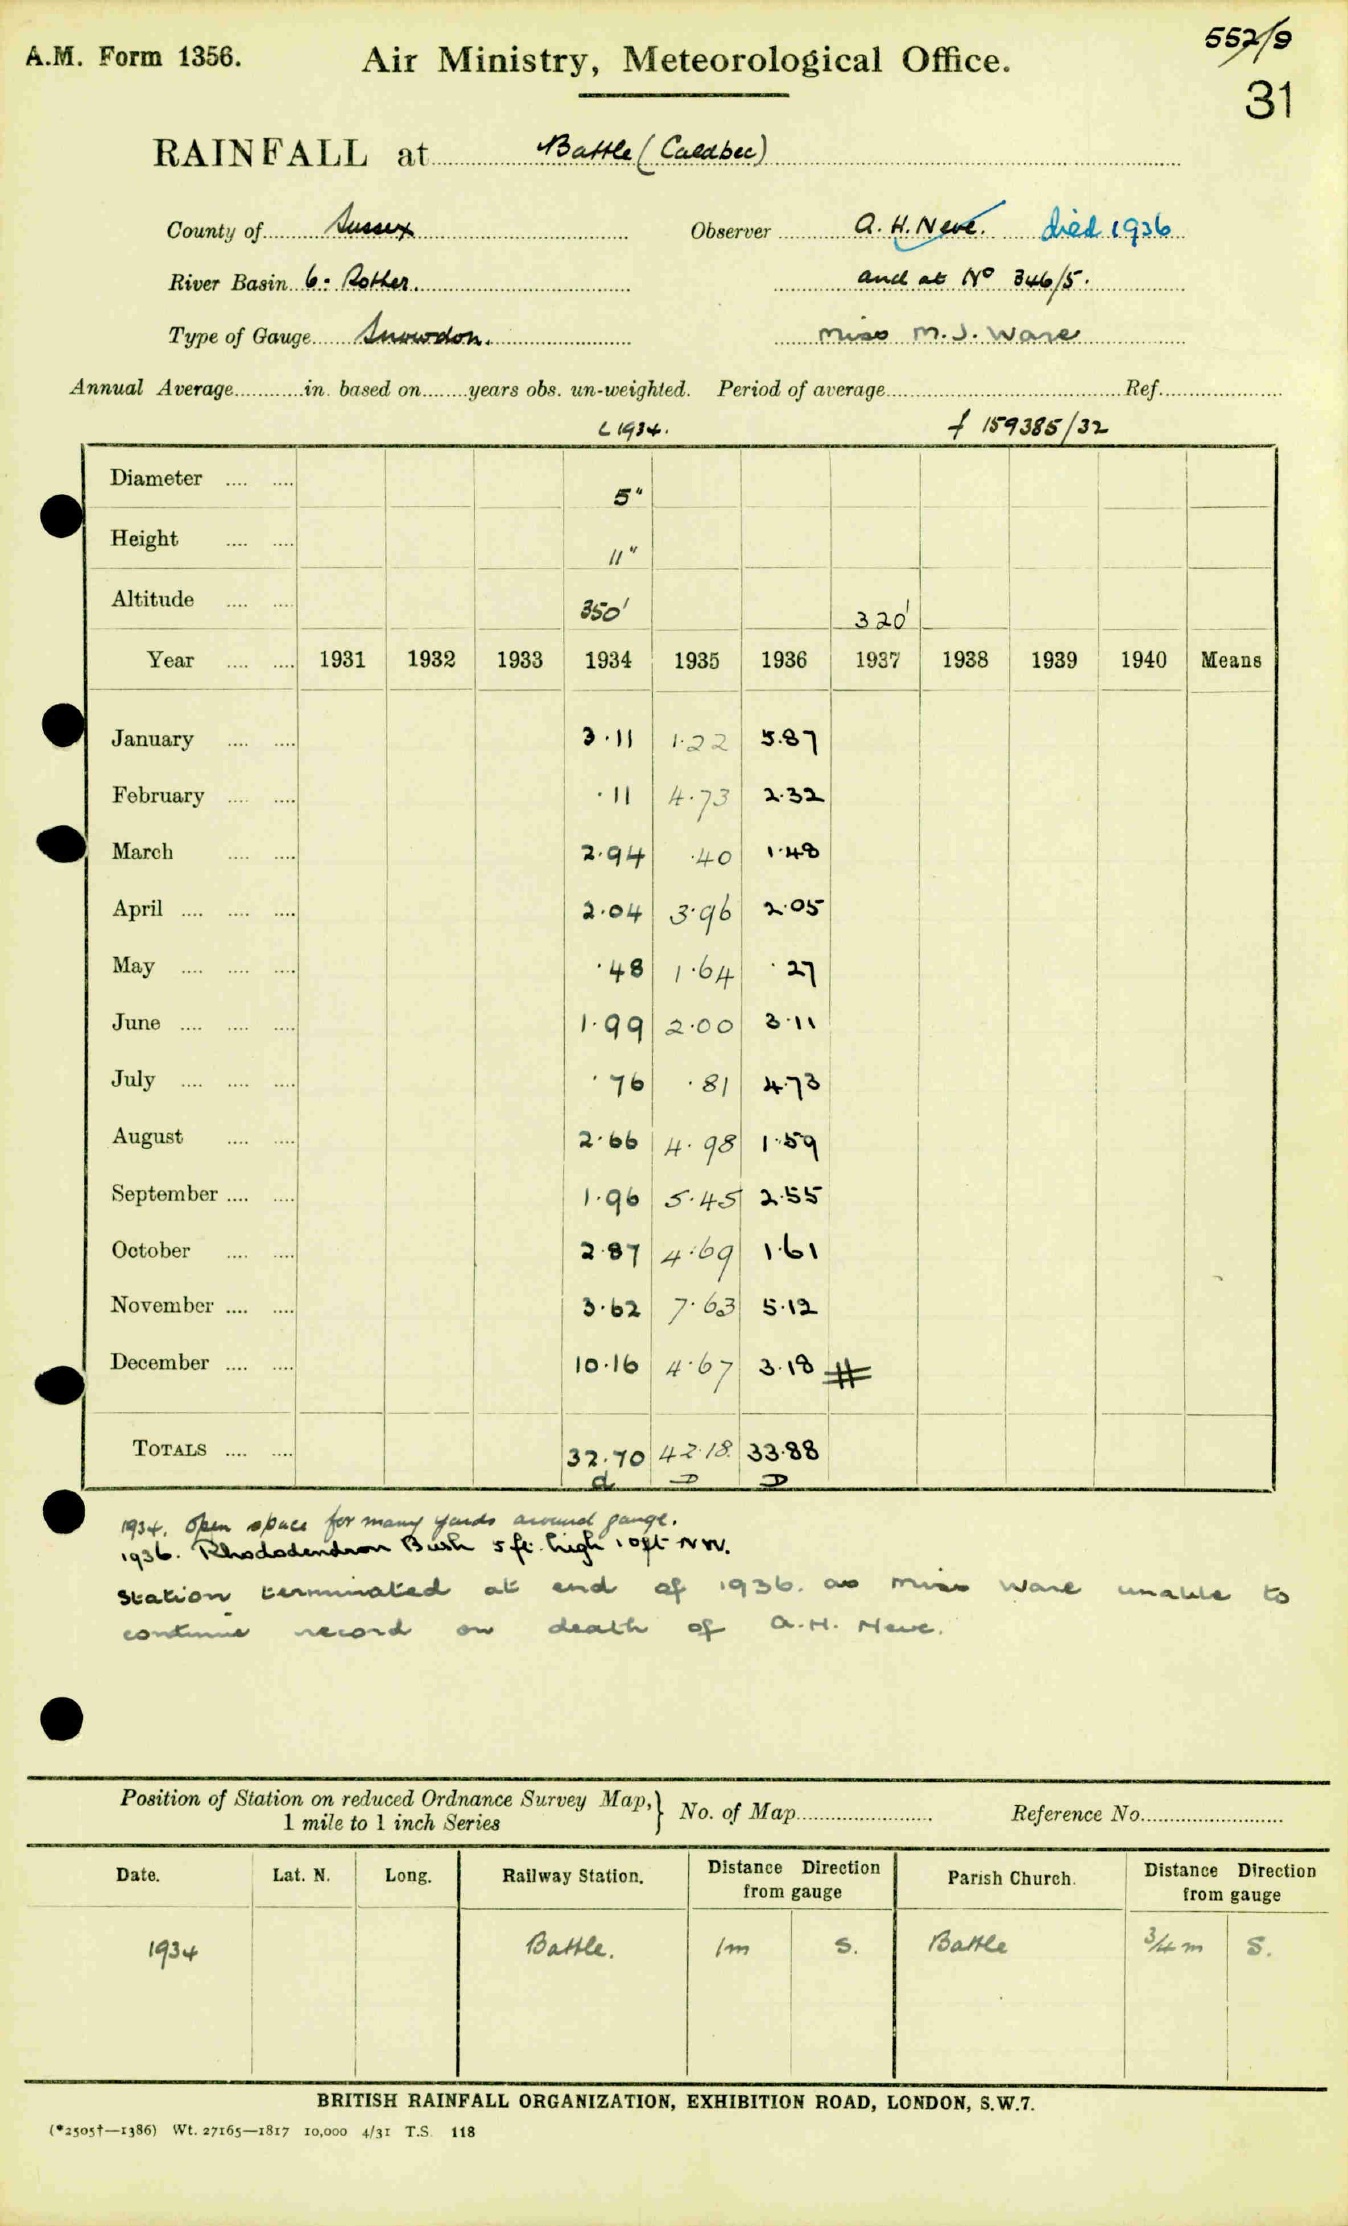 552/9
A.M. Form 1356. Air Ministry, Meteorological Office.
31
RAINFALL at Battle (Caldbec)
County of Sussex Observer A. H. Neve. died 1936
River Basin 6. Rother. and at No 346/5.
Type of Gauge Snowdon. Miss M. J. Ware
Annual Average in. based on years obs. un-weighted. Period of average Ref.
L 1934. f 159385/32
Diameter 5"
Height 11"
Altitude 350' 320'
Year 1931 1932 1933 1934 1935 1936 1937 1938 1939 1940 Means
January 3.11 1.22 5.87
February .11 4.73 2.32
March 2.94 .40 1.48
April 2.04 3.96 2.05
May .48 1.64 .27
June 1.99 2.00 3.11
July .76 .81 4.73
August 2.66 4.98 1.59
September 1.96 5.45 2.55
October 2.87 4.69 1.61
November 3.62 7.63 5.12
December 10.16 4.67 3.18 #
TOTALS 32.70 42.18 33.88
d D D
1934. Open space for many yards around gauge.
1936. Rhododendron Bush 5 ft. high 10ft NW.
Station terminated at end of 1936. as Miss Ware unable to
continue record on death of A.H. Neve.
Position of Station on reduced Ordnance Survey Map, } No. of Map Reference No.
1 mile to 1 inch Series
Date. Lat. N. Long. Railway Station. Distance Direction from gauge Parish Church. Distance Direction from gauge
1934 Battle. 1m S. Battle 3/4 m S.
BRITISH RAINFALL ORGANIZATION, EXHIBITION ROAD, LONDON, S.W.7.
(*2505†—1386) Wt. 27165—1817 10,000 4/31 T.S. 118